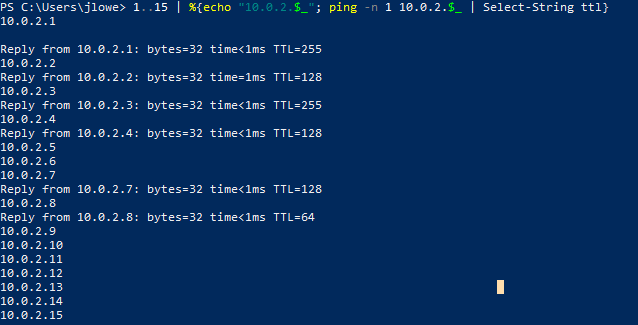 PS C:\Users\jlowe> 1..15 | %{echo "10.0.2.$_"; ping -n 1 10.0.2.$_ | Select-String ttl}
10.0.2.1
Reply from 10.0.2.1: bytes=32 time<1ms TTL=255
10.0.2.2
Reply from 10.0.2.2: bytes=32 time=1ms TTL=128
10.0.2.3
Reply from 10.0.2.3: bytes=32 time<1ms TTL=255
10.0.2.4
Reply from 10.0.2.4: bytes=32 time<1ms TTL=128
10.0.2.5
10.0.2.6
10.0.2.7
Reply from 10.0.2.7: bytes=32 time<1ms TTL=128
10.0.2.8
Reply from 10.0.2.8: bytes=32 time<1ms TTL=64
10.0.2.9
10.0.2.10
10.0.2.11
10.0.2.12
10.0.2.13
10.0.2.14
10.0.2.15